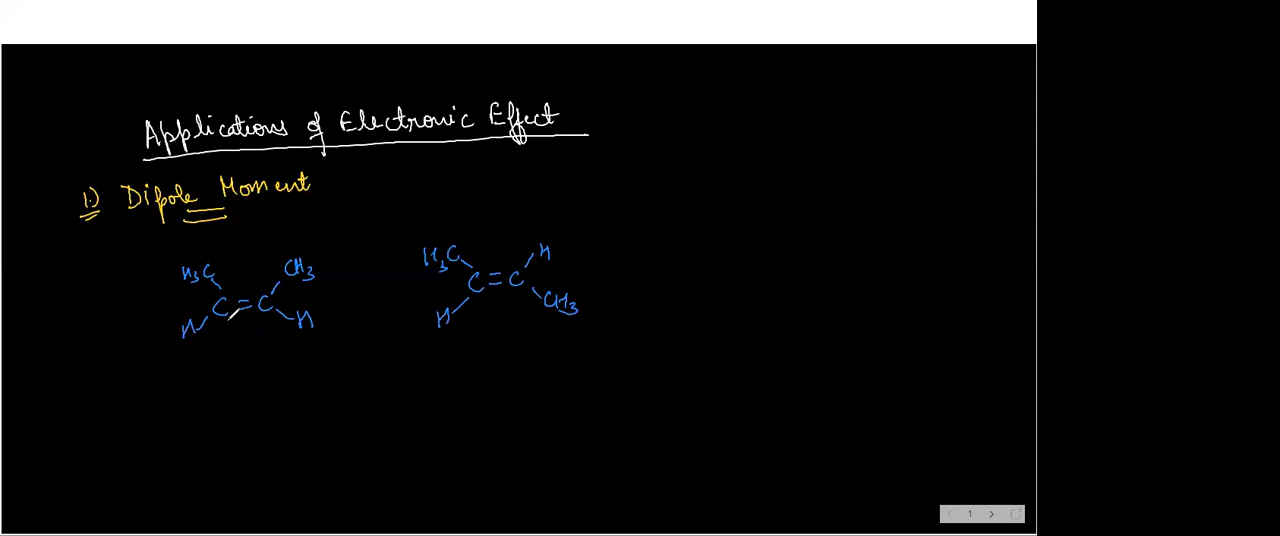 Applications of Electronic Effect
1.) Dipole Moment
H3C CH3
C=C
H H
H3C H
C=C
H CH3
1